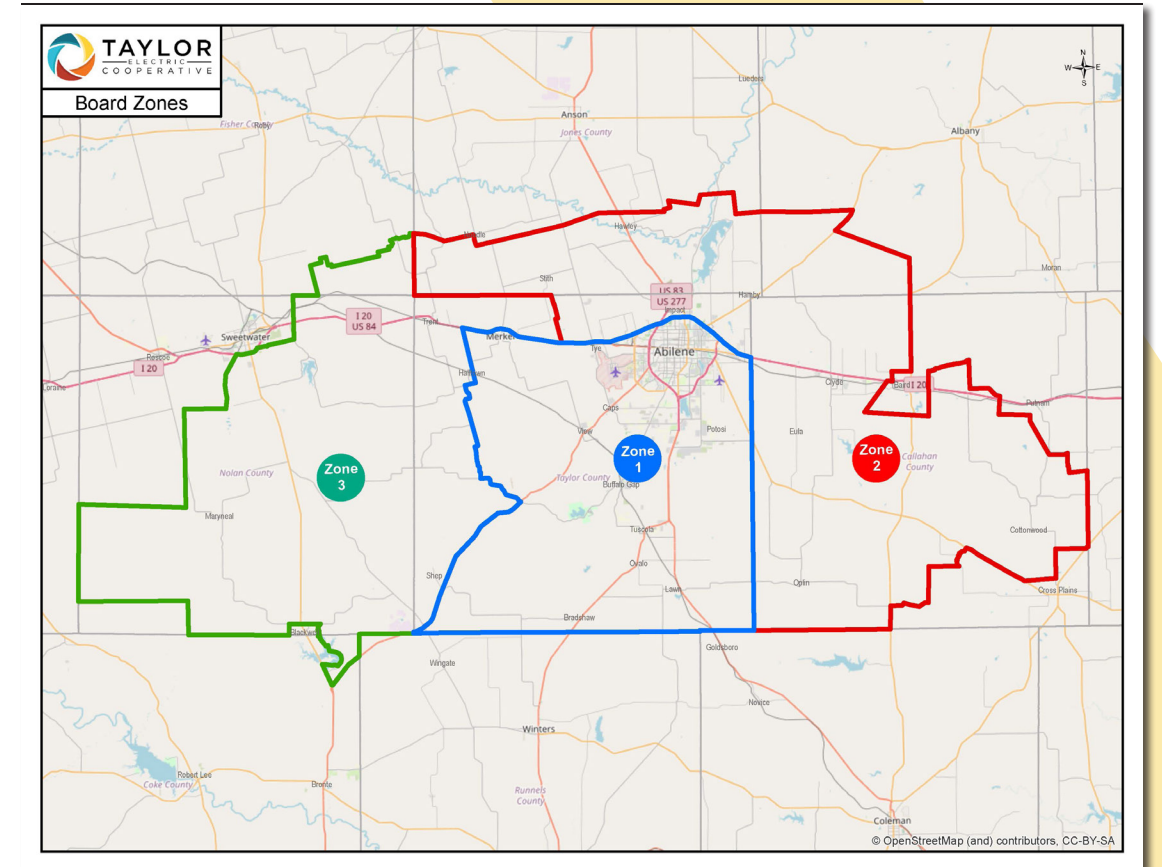 TAYLOR
ELECTRIC
COOPERATIVE
Board Zones
N
W E
S
Lueders
Anson
Jones County
Albany
Fisher County
Roby
Hawley
Noodle
Moran
Stith
US 83
US 277
Impact
Hamby
I 20
US 84
Trent
Sweetwater
Merkel
Tye
Abilene
Roscoe
I 20
Loraine
Clyde
Baird
I 20
Putnam
Caps
View
Potosi
Eula
Zone
1
Zone
2
Callahan
County
Zone
3
Nolan County
Taylor County
Buffalo Gap
Maryneal
Tuscola
Cottonwood
Ovalo
Shep
Lawn
Oplin
Cross Plains
Bradshaw
Goldsboro
Wingate
Novice
Winters
Robert Lee
Coke County
Bronte
Runnels
County
Coleman
© OpenStreetMap (and) contributors, CC-BY-SA